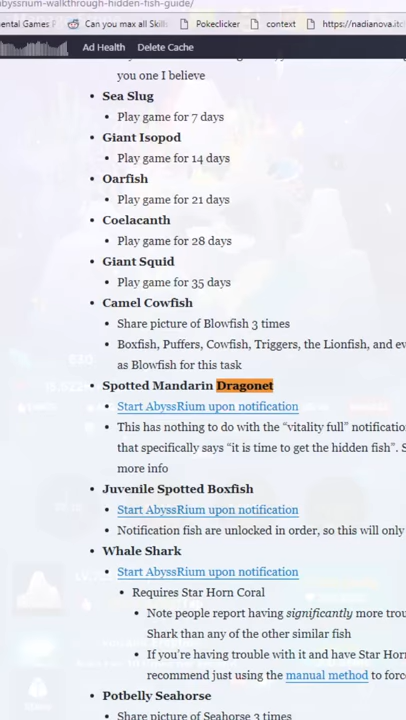 abyssrium-walkthrough-hidden-fish-guide/
ental Games F
Can you max all Skill
Pokeclicker
context
https://nadianova.itc
Ad Health
Delete Cache
you one I believe
Sea Slug
Play game for 7 days
Giant Isopod
Play game for 14 days
Oarfish
Play game for 21 days
Coelacanth
Play game for 28 days
Giant Squid
Play game for 35 days
Camel Cowfish
Share picture of Blowfish 3 times
Boxfish, Puffers, Cowfish, Triggers, the Lionfish, and ev
as Blowfish for this task
Spotted Mandarin Dragonet
Start AbyssRium upon notification
This has nothing to do with the “vitality full” notificatio
that specifically says “it is time to get the hidden fish”. S
more info
Juvenile Spotted Boxfish
Start AbyssRium upon notification
Notification fish are unlocked in order, so this will only
Whale Shark
Start AbyssRium upon notification
Requires Star Horn Coral
Note people report having significantly more trou
Shark than any of the other similar fish
If you’re having trouble with it and have Star Horn
recommend just using the manual method to forc
Potbelly Seahorse
Share picture of Seahorse 3 times